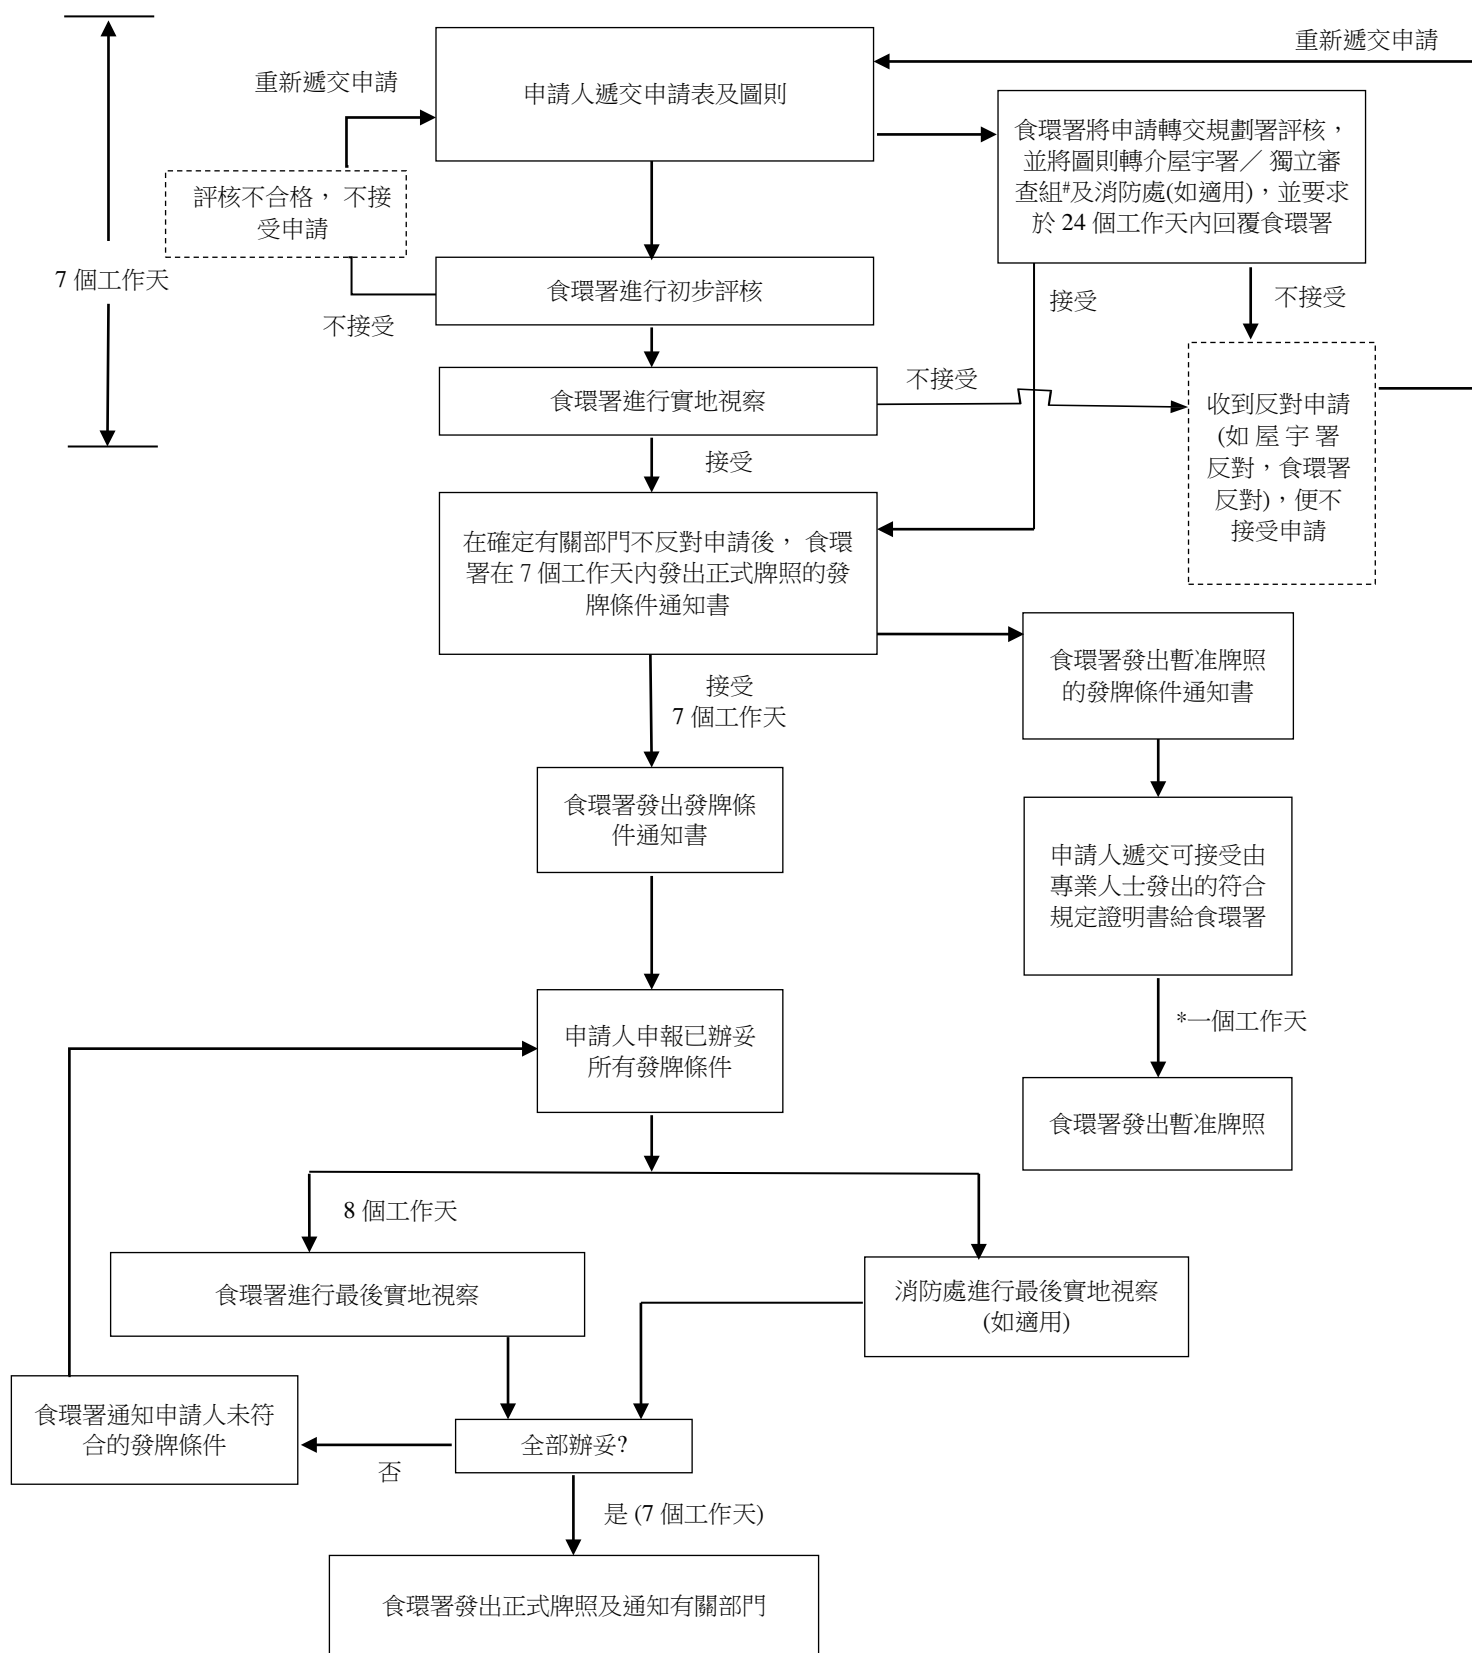 重新遞交申請
申請人遞交申請表及圖則
重新遞交申請
食環署將申請轉交規劃署評核，
並將圖則轉介屋宇署／ 獨立審
查組#及消防處(如適用)，並要求
於 24 個工作天內回覆食環署
評核不合格， 不接
受申請
7 個工作天
食環署進行初步評核
不接受
接受
不接受
食環署進行實地視察
不接受
收到反對申請
(如 屋 宇 署
反對，食環署
反對)，便不
接受申請
接受
在確定有關部門不反對申請後， 食環
署在 7 個工作天內發出正式牌照的發
牌條件通知書
接受
7 個工作天
食環署發出暫准牌照
的發牌條件通知書
食環署發出發牌條
件通知書
申請人遞交可接受由
專業人士發出的符合
規定證明書給食環署
*一個工作天
申請人申報已辦妥
所有發牌條件
食環署發出暫准牌照
8 個工作天
食環署進行最後實地視察
消防處進行最後實地視察
(如適用)
食環署通知申請人未符
合的發牌條件
全部辦妥?
否
是 (7 個工作天)
食環署發出正式牌照及通知有關部門